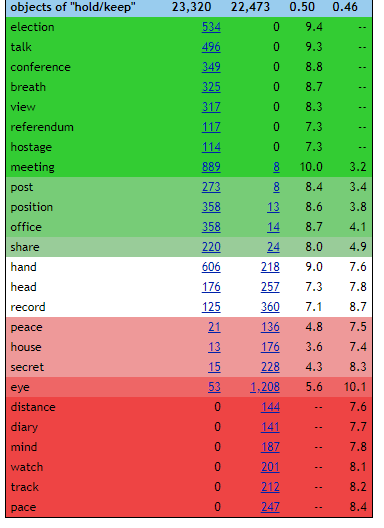 objects of "hold/keep" 23,320 22,473 0.50 0.46
election 534 0 9.4 --
talk 496 0 9.3 --
conference 349 0 8.8 --
breath 325 0 8.7 --
view 317 0 8.3 --
referendum 117 0 7.3 --
hostage 114 0 7.3 --
meeting 889 8 10.0 3.2
post 273 8 8.4 3.4
position 358 13 8.6 3.8
office 358 14 8.7 4.1
share 220 24 8.0 4.9
hand 606 218 9.0 7.6
head 176 257 7.3 7.8
record 125 360 7.1 8.7
peace 21 136 4.8 7.5
house 13 176 3.6 7.4
secret 15 228 4.3 8.3
eye 53 1,208 5.6 10.1
distance 0 144 -- 7.6
diary 0 141 -- 7.7
mind 0 187 -- 7.8
watch 0 201 -- 8.1
track 0 212 -- 8.2
pace 0 247 -- 8.4